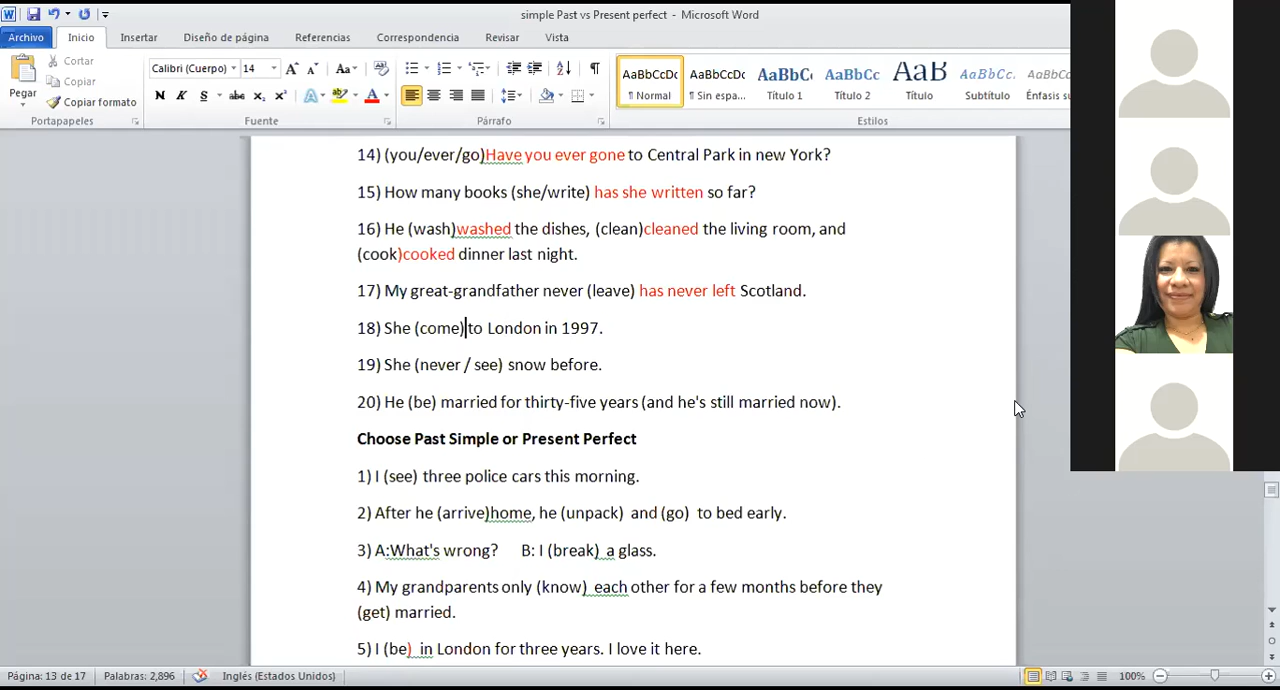 simple Past vs Present perfect - Microsoft Word
Archivo Inicio Insertar Diseño de página Referencias Correspondencia Revisar Vista
Pegar
Cortar
Copiar
Copiar formato
Portapapeles
Calibri (Cuerpo) 14
Fuente
Párrafo
AaBbCcDc AaBbCcDc AaBbC AaBbCc AaB AaBbCc. AaBbCc
¶ Normal ¶ Sin espa... Título 1 Título 2 Título Subtítulo Énfasis s
Estilos
14) (you/ever/go)Have you ever gone to Central Park in new York?
15) How many books (she/write) has she written so far?
16) He (wash)washed the dishes, (clean)cleaned the living room, and
(cook)cooked dinner last night.
17) My great-grandfather never (leave) has never left Scotland.
18) She (come) to London in 1997.
19) She (never / see) snow before.
20) He (be) married for thirty-five years (and he's still married now).
Choose Past Simple or Present Perfect
1) I (see) three police cars this morning.
2) After he (arrive)home, he (unpack) and (go) to bed early.
3) A:What's wrong? B: I (break) a glass.
4) My grandparents only (know) each other for a few months before they
(get) married.
5) I (be) in London for three years. I love it here.
Página: 13 de 17 Palabras: 2,896 Inglés (Estados Unidos) 100%